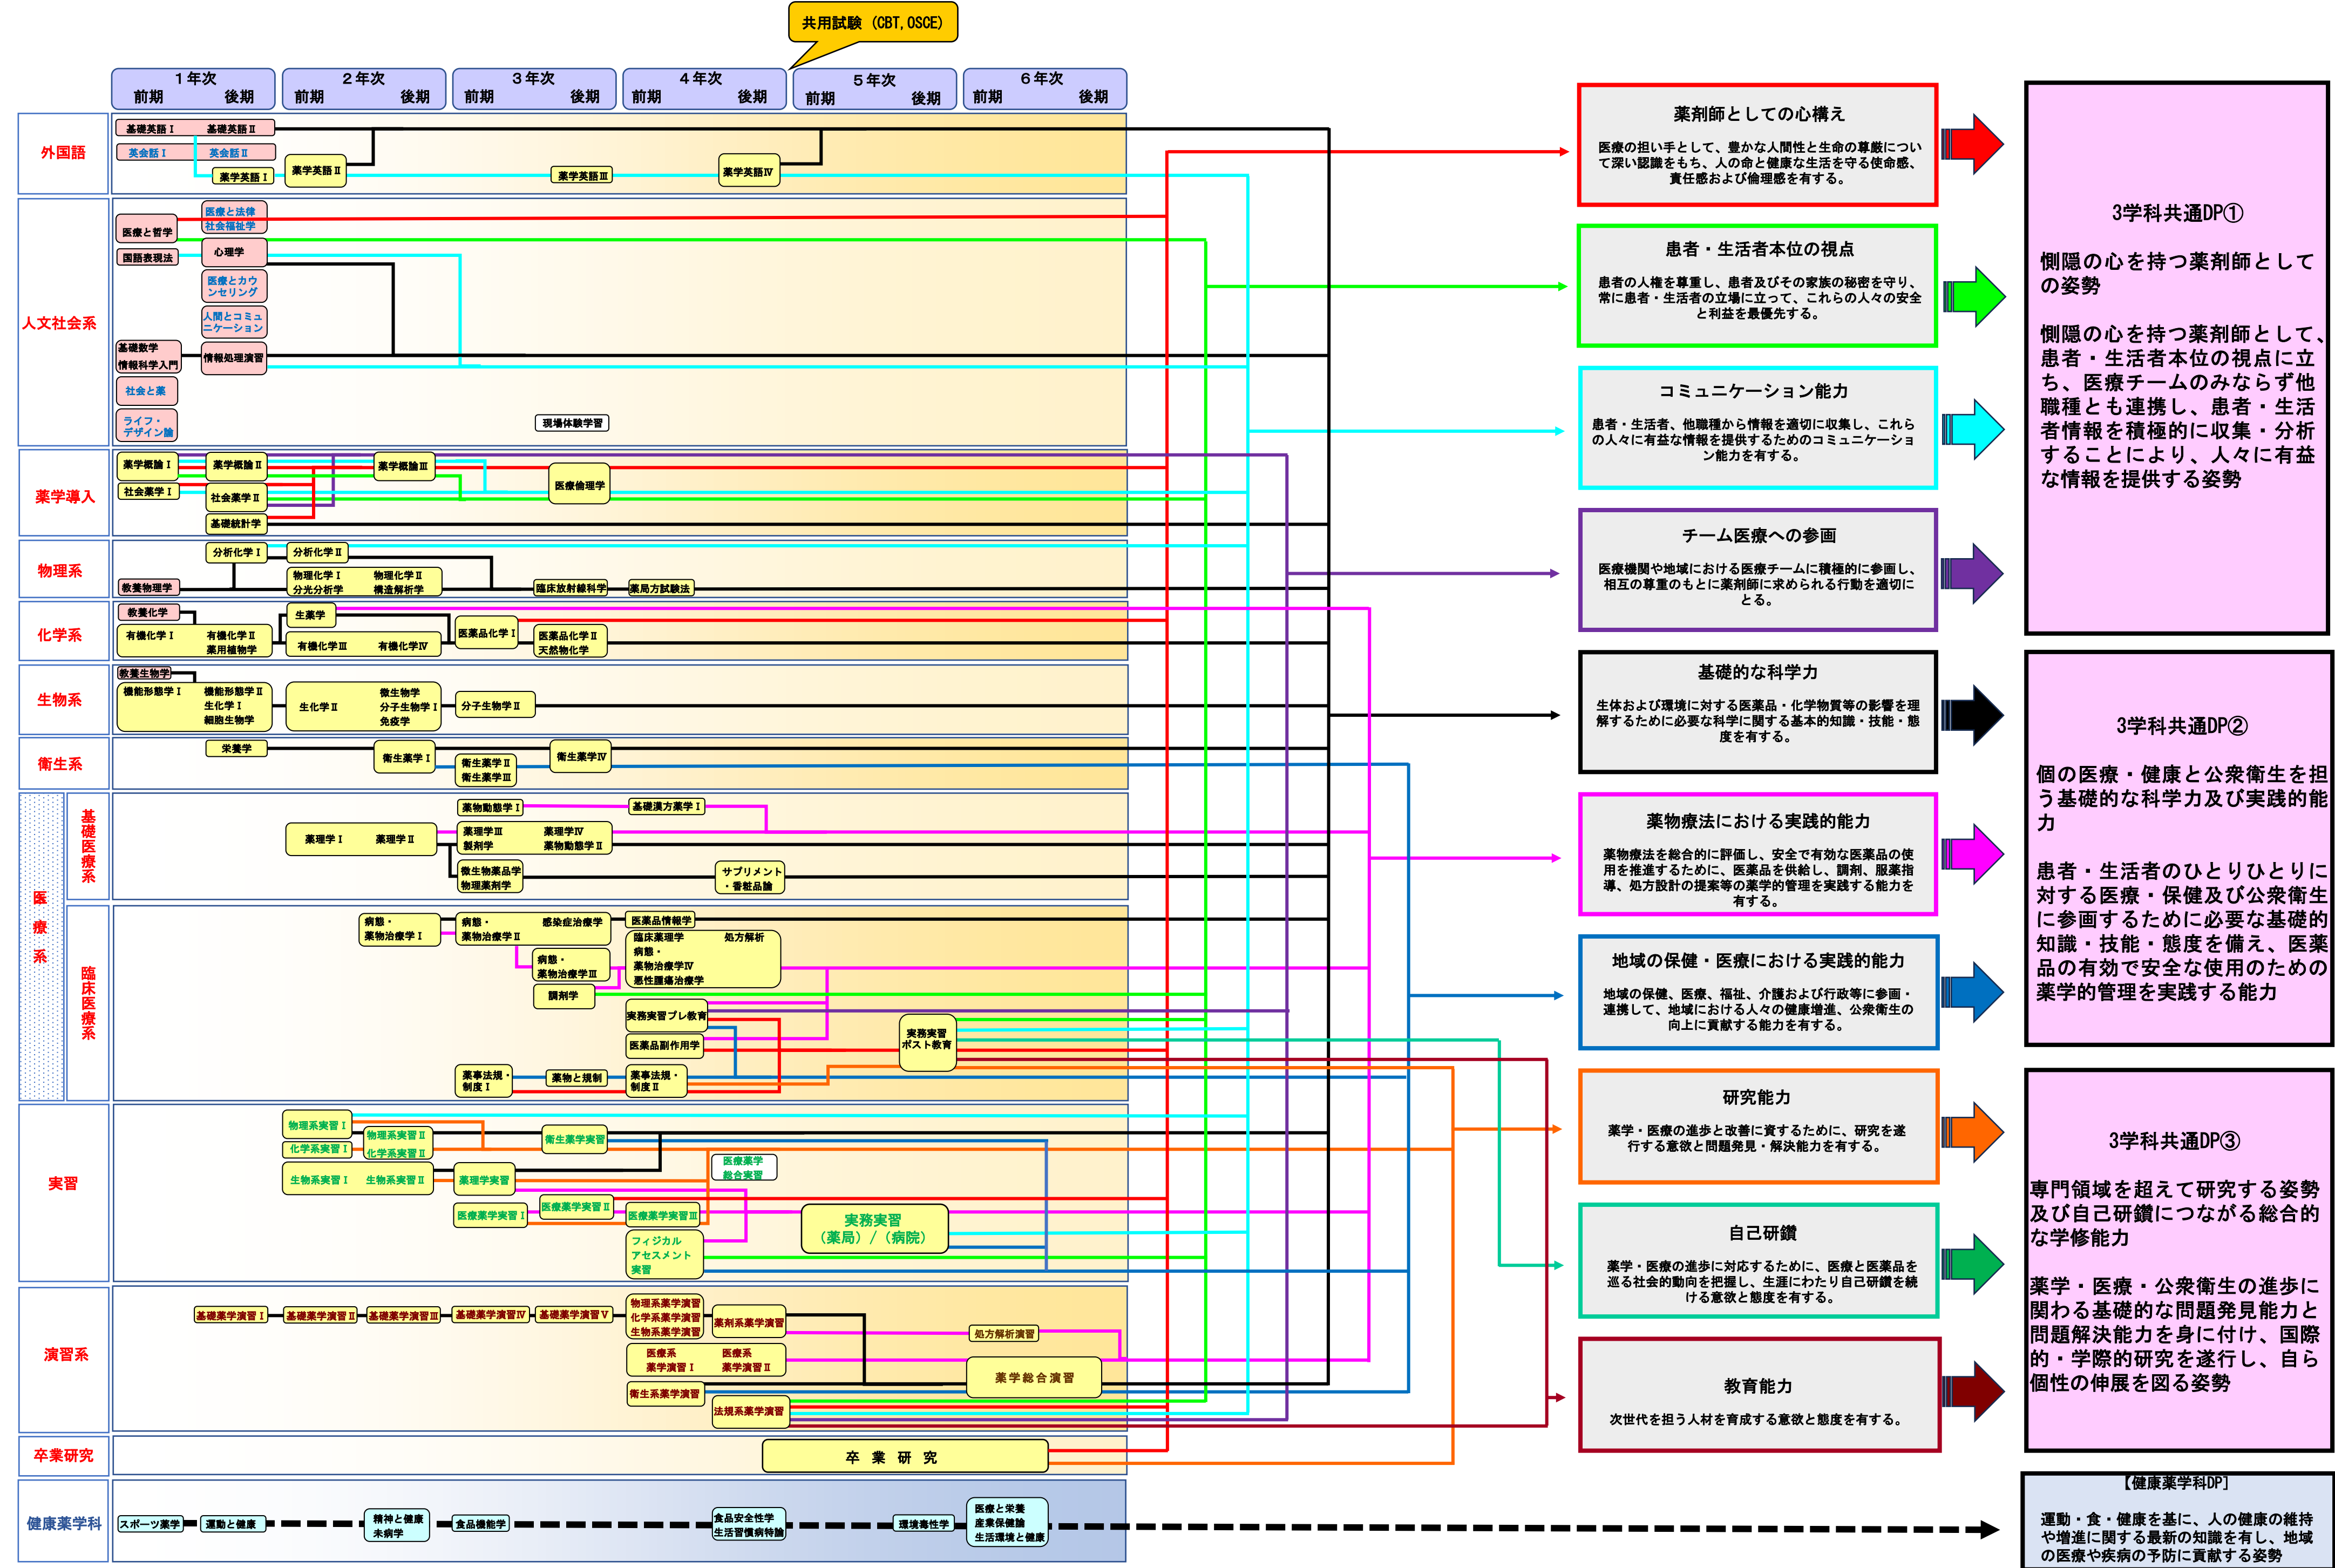 共用試験 (CBT,OSCE)
１年次
前期 後期
２年次
前期 後期
３年次
前期 後期
４年次
前期 後期
５年次
前期 後期
６年次
前期 後期
外国語
基礎英語Ⅰ 基礎英語Ⅱ
英会話Ⅰ 英会話Ⅱ
薬学英語Ⅰ
薬学英語Ⅱ
薬学英語Ⅲ
薬学英語Ⅳ
人文社会系
医療と哲学
医療と法律
社会福祉学
国語表現法
心理学
医療とカウ
ンセリング
人間とコミュ
ニケーション
基礎数学
情報科学入門
情報処理演習
社会と薬
ライフ・
デザイン論
現場体験学習
薬学導入
薬学概論Ⅰ
薬学概論Ⅱ
薬学概論Ⅲ
社会薬学Ⅰ
社会薬学Ⅱ
医療倫理学
基礎統計学
物理系
分析化学Ⅰ
分析化学Ⅱ
教養物理学
物理化学Ⅰ 物理化学Ⅱ
分光分析学 構造解析学
臨床放射線科学
薬局方試験法
化学系
教養化学
有機化学Ⅰ 有機化学Ⅱ
薬用植物学
生薬学
有機化学Ⅲ 有機化学Ⅳ
医薬品化学Ⅰ
医薬品化学Ⅱ
天然物化学
生物系
教養生物学
機能形態学Ⅰ 機能形態学Ⅱ
生化学Ⅰ
細胞生物学
生化学Ⅱ
微生物学
分子生物学Ⅰ
免疫学
分子生物学Ⅱ
衛生系
栄養学
衛生薬学Ⅰ
衛生薬学Ⅱ
衛生薬学Ⅲ
衛生薬学Ⅳ
医療系
基礎医療系
薬物動態学Ⅰ
基礎漢方薬学Ⅰ
薬理学Ⅰ 薬理学Ⅱ
薬理学Ⅲ 薬理学Ⅳ
製剤学 薬物動態学Ⅱ
微生物薬品学
物理薬剤学
サプリメント
・香粧品論
臨床医療系
病態・
薬物治療学Ⅰ
病態・ 感染症治療学
薬物治療学Ⅱ
医薬品情報学
病態・
薬物治療学Ⅲ
臨床薬理学 処方解析
病態・
薬物治療学Ⅳ
悪性腫瘍治療学
調剤学
実務実習プレ教育
医薬品副作用学
実務実習
ポスト教育
薬事法規・
制度Ⅰ
薬物と規制
薬事法規・
制度Ⅱ
実習
物理系実習Ⅰ
化学系実習Ⅰ
物理系実習Ⅱ
化学系実習Ⅱ
生物系実習Ⅰ 生物系実習Ⅱ
衛生薬学実習
薬理学実習
医療薬学
総合実習
医療薬学実習Ⅰ
医療薬学実習Ⅱ
医療薬学実習Ⅲ
フィジカル
アセスメント
実習
実務実習
（薬局）/（病院）
演習系
基礎薬学演習Ⅰ
基礎薬学演習Ⅱ
基礎薬学演習Ⅲ
基礎薬学演習Ⅳ
基礎薬学演習Ⅴ
物理系薬学演習
化学系薬学演習
生物系薬学演習
薬剤系薬学演習
医療系 医療系
薬学演習Ⅰ 薬学演習Ⅱ
処方解析演習
薬学総合演習
衛生系薬学演習
法規系薬学演習
卒業研究
卒 業 研 究
健康薬学科
スポーツ薬学
運動と健康
精神と健康
未病学
食品機能学
食品安全性学
生活習慣病特論
環境毒性学
医療と栄養
産業保健論
生活環境と健康
薬剤師としての心構え
医療の担い手として、豊かな人間性と生命の尊厳につい
て深い認識をもち、人の命と健康な生活を守る使命感、
責任感および倫理感を有する。
患者・生活者本位の視点
患者の人権を尊重し、患者及びその家族の秘密を守り、
常に患者・生活者の立場に立って、これらの人々の安全
と利益を最優先する。
コミュニケーション能力
患者・生活者、他職種から情報を適切に収集し、これら
の人々に有益な情報を提供するためのコミュニケーショ
ン能力を有する。
チーム医療への参画
医療機関や地域における医療チームに積極的に参画し、
相互の尊重のもとに薬剤師に求められる行動を適切に
とる。
基礎的な科学力
生体および環境に対する医薬品・化学物質等の影響を理
解するために必要な科学に関する基本的知識・技能・態
度を有する。
薬物療法における実践的能力
薬物療法を総合的に評価し、安全で有効な医薬品の使
用を推進するために、医薬品を供給し、調剤、服薬指
導、処方設計の提案等の薬学的管理を実践する能力を
有する。
地域の保健・医療における実践的能力
地域の保健、医療、福祉、介護および行政等に参画・
連携して、地域における人々の健康増進、公衆衛生の
向上に貢献する能力を有する。
研究能力
薬学・医療の進歩と改善に資するために、研究を遂
行する意欲と問題発見・解決能力を有する。
自己研鑽
薬学・医療の進歩に対応するために、医療と医薬品を
巡る社会的動向を把握し、生涯にわたり自己研鑽を続
ける意欲と態度を有する。
教育能力
次世代を担う人材を育成する意欲と態度を有する。
3学科共通DP①
惻隠の心を持つ薬剤師として
の姿勢
惻隠の心を持つ薬剤師として、
患者・生活者本位の視点に立
ち、医療チームのみならず他
職種とも連携し、患者・生活
者情報を積極的に収集・分析
することにより、人々に有益
な情報を提供する姿勢
3学科共通DP②
個の医療・健康と公衆衛生を担
う基礎的な科学力及び実践的能
力
患者・生活者のひとりひとりに
対する医療・保健及び公衆衛生
に参画するために必要な基礎的
知識・技能・態度を備え、医薬
品の有効で安全な使用のための
薬学的管理を実践する能力
3学科共通DP③
専門領域を超えて研究する姿勢
及び自己研鑽につながる総合的
な学修能力
薬学・医療・公衆衛生の進歩に
関わる基礎的な問題発見能力と
問題解決能力を身に付け、国際
的・学際的研究を遂行し、自ら
個性の伸展を図る姿勢
【健康薬学科DP】
運動・食・健康を基に、人の健康の維持
や増進に関する最新の知識を有し、地域
の医療や疾病の予防に貢献する姿勢